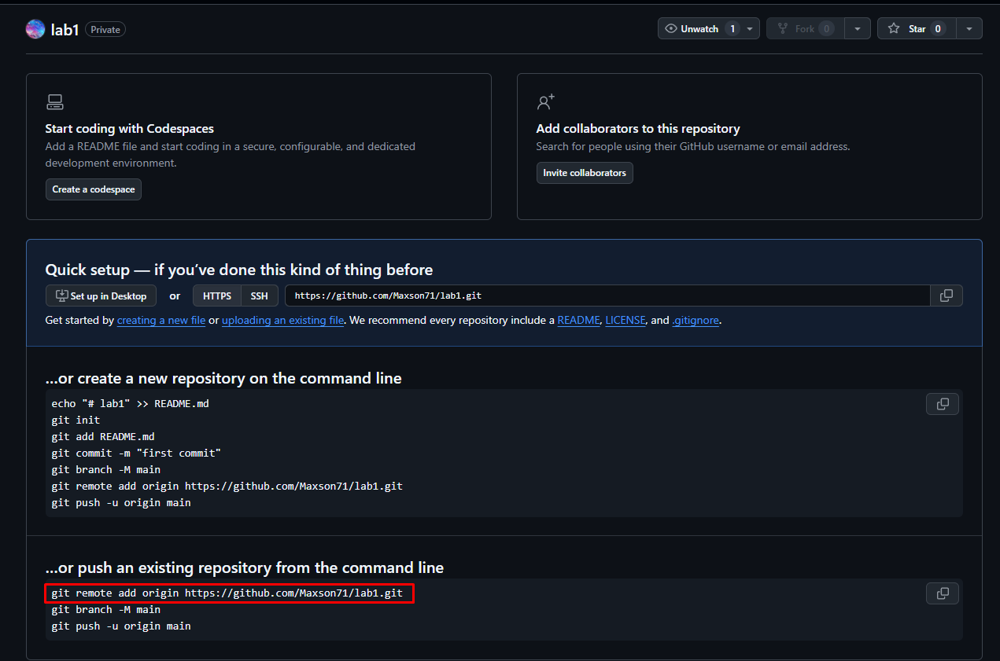 lab1 Private Unwatch 1 Fork 0 Star 0
Start coding with Codespaces
Add a README file and start coding in a secure, configurable, and dedicated
development environment.
Create a codespace
Add collaborators to this repository
Search for people using their GitHub username or email address.
Invite collaborators
Quick setup — if you’ve done this kind of thing before
Set up in Desktop or HTTPS SSH https://github.com/Maxson71/lab1.git
Get started by creating a new file or uploading an existing file. We recommend every repository include a README, LICENSE, and .gitignore.
…or create a new repository on the command line
echo "# lab1" >> README.md
git init
git add README.md
git commit -m "first commit"
git branch -M main
git remote add origin https://github.com/Maxson71/lab1.git
git push -u origin main
…or push an existing repository from the command line
git remote add origin https://github.com/Maxson71/lab1.git
git branch -M main
git push -u origin main